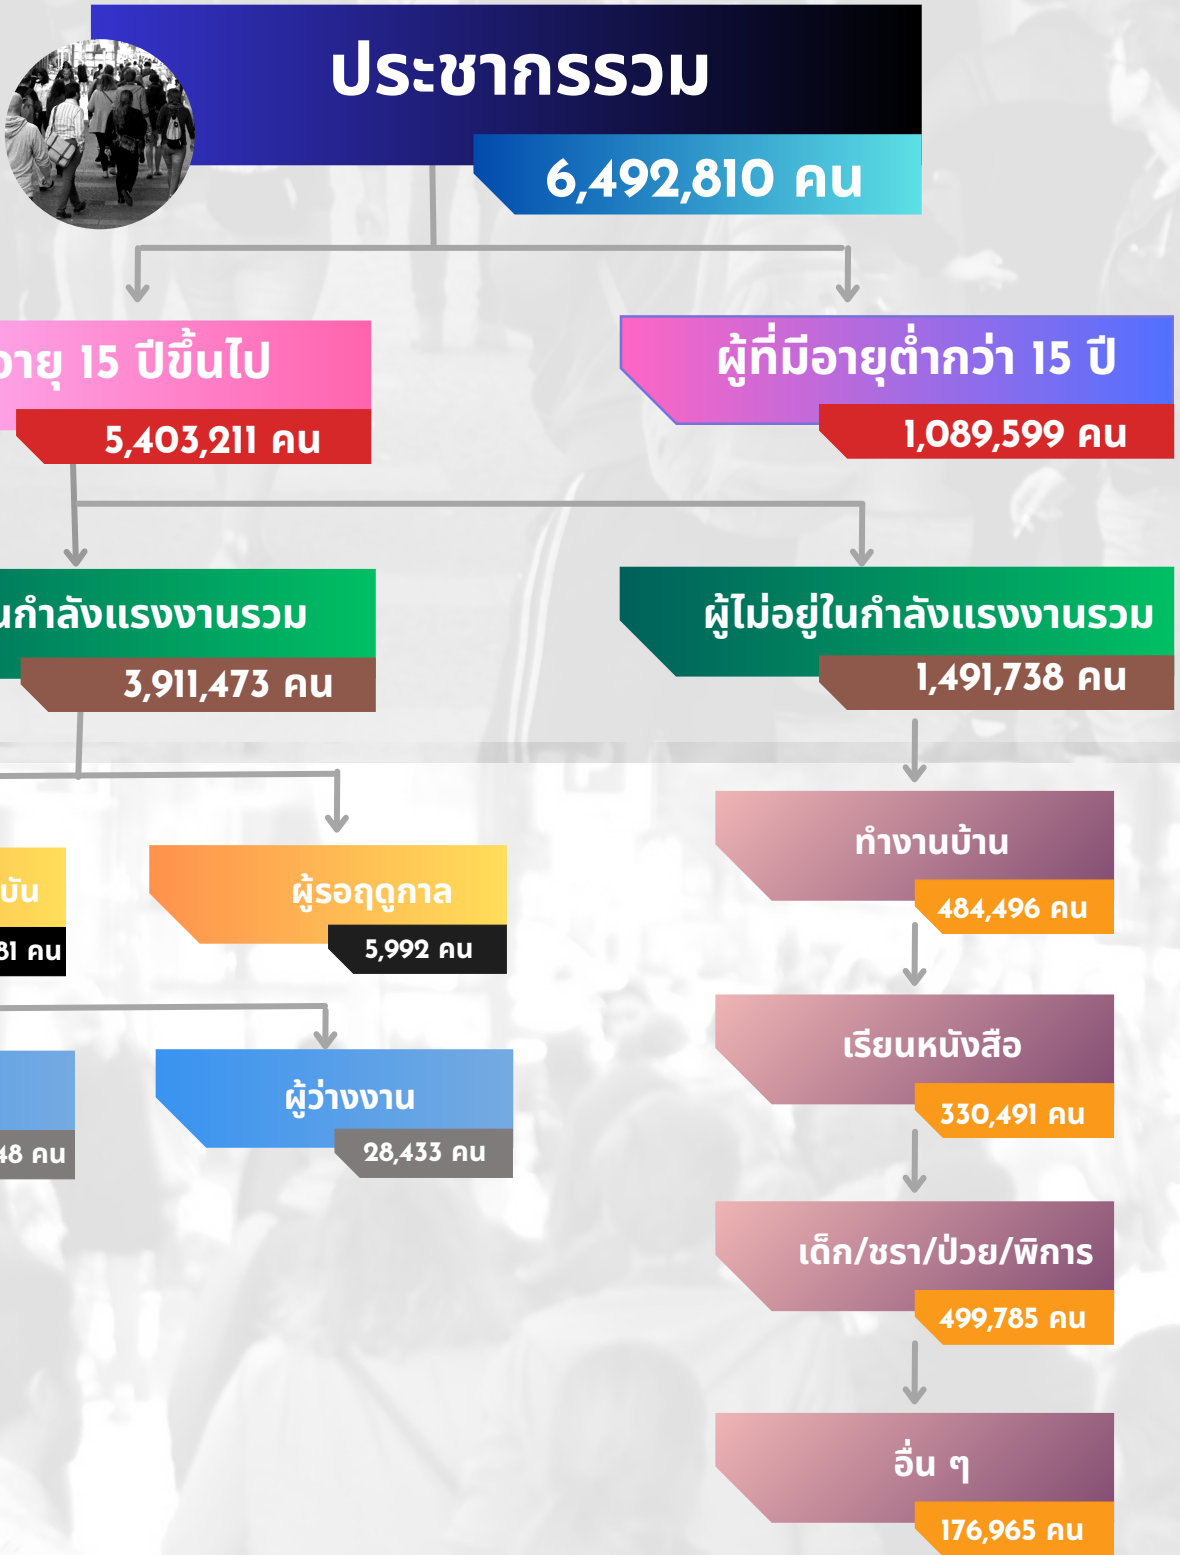 ประชากรรวม
6,492,810 คน
อายุ 15 ปีขึ้นไป
5,403,211 คน
ผู้ที่มีอายุต่ำกว่า 15 ปี
1,089,599 คน
นกำลังแรงงานรวม
3,911,473 คน
ผู้ไม่อยู่ในกำลังแรงงานรวม
1,491,738 คน
บัน
81 คน
ผู้รอฤดูกาล
5,992 คน
48 คน
ผู้ว่างงาน
28,433 คน
ทำงานบ้าน
484,496 คน
เรียนหนังสือ
330,491 คน
เด็ก/ชรา/ป่วย/พิการ
499,785 คน
อื่น ๆ
176,965 คน